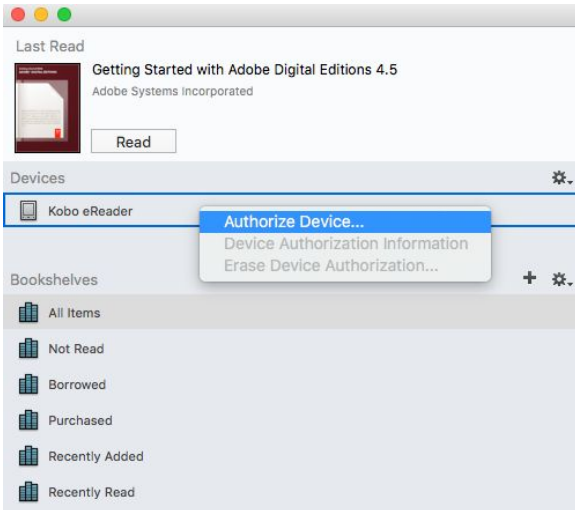 Last Read
Getting Started with Adobe Digital Editions 4.5
Adobe Systems Incorporated
Read
Devices
Kobo eReader
Authorize Device...
Device Authorization Information
Erase Device Authorization...
Bookshelves
All Items
Not Read
Borrowed
Purchased
Recently Added
Recently Read